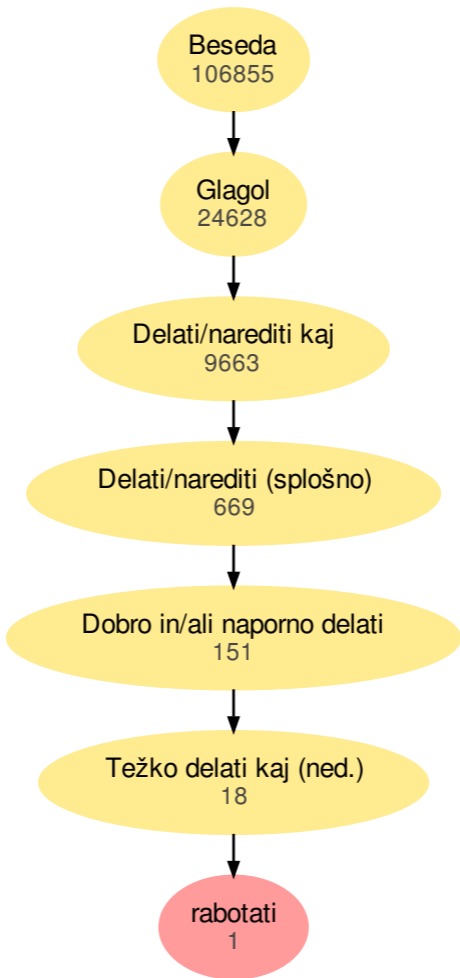 Beseda
106855
Glagol
24628
Delati/narediti kaj
9663
Delati/narediti (splošno)
669
Dobro in/ali naporno delati
151
Težko delati kaj (ned.)
18
rabotati
1